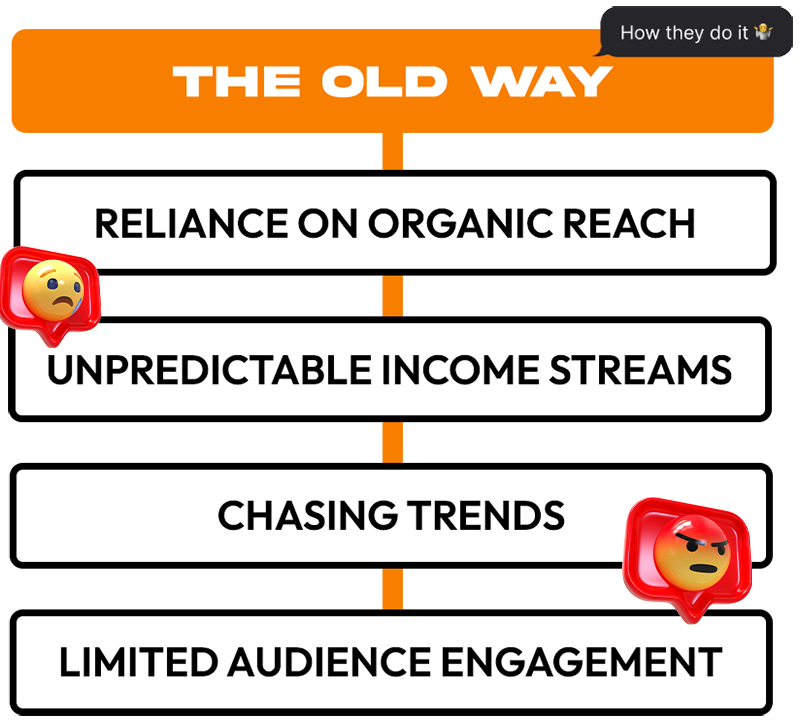 How they do it 🤷
THE OLD WAY
RELIANCE ON ORGANIC REACH
UNPREDICTABLE INCOME STREAMS
CHASING TRENDS
LIMITED AUDIENCE ENGAGEMENT